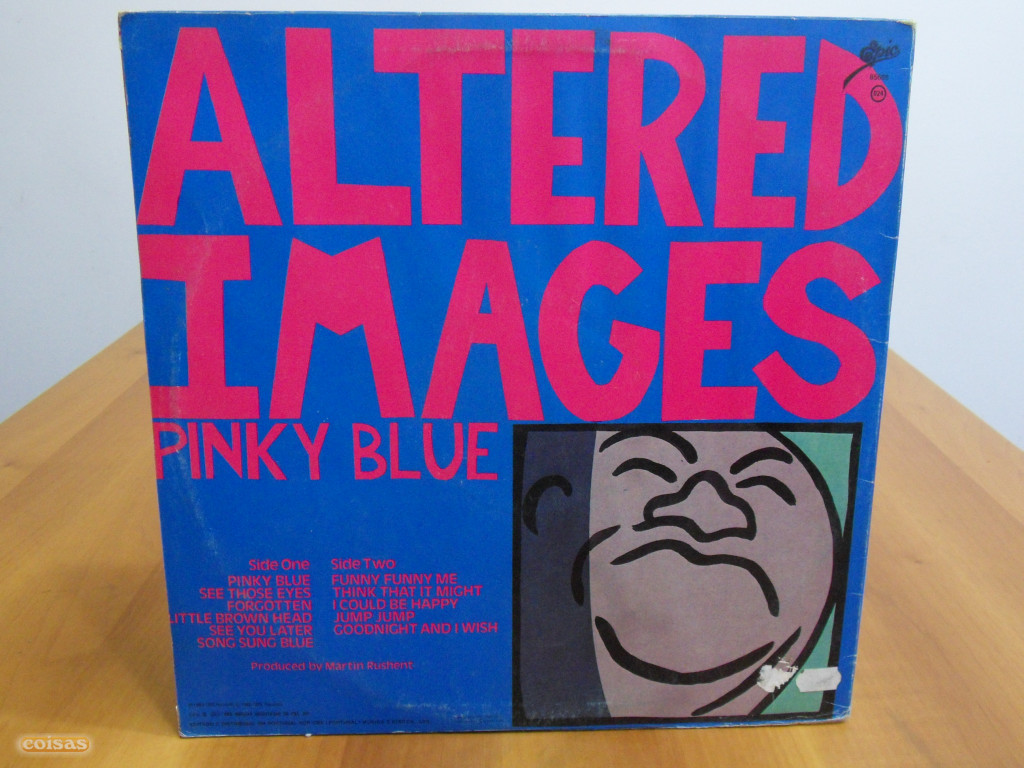 ALTERED
Epic
IMAGES
PINKY BLUE
Side One
PINKY BLUE
SEE THOSE EYES
FORGOTTEN
LITTLE BROWN HEAD
SEE YOU LATER
SONG SUNG BLUE
Side Two
FUNNY FUNNY ME
THINK THAT IT MIGHT
I COULD BE HAPPY
JUMP JUMP
GOODNIGHT AND I WISH
Produced by Martin Rushent
coisas